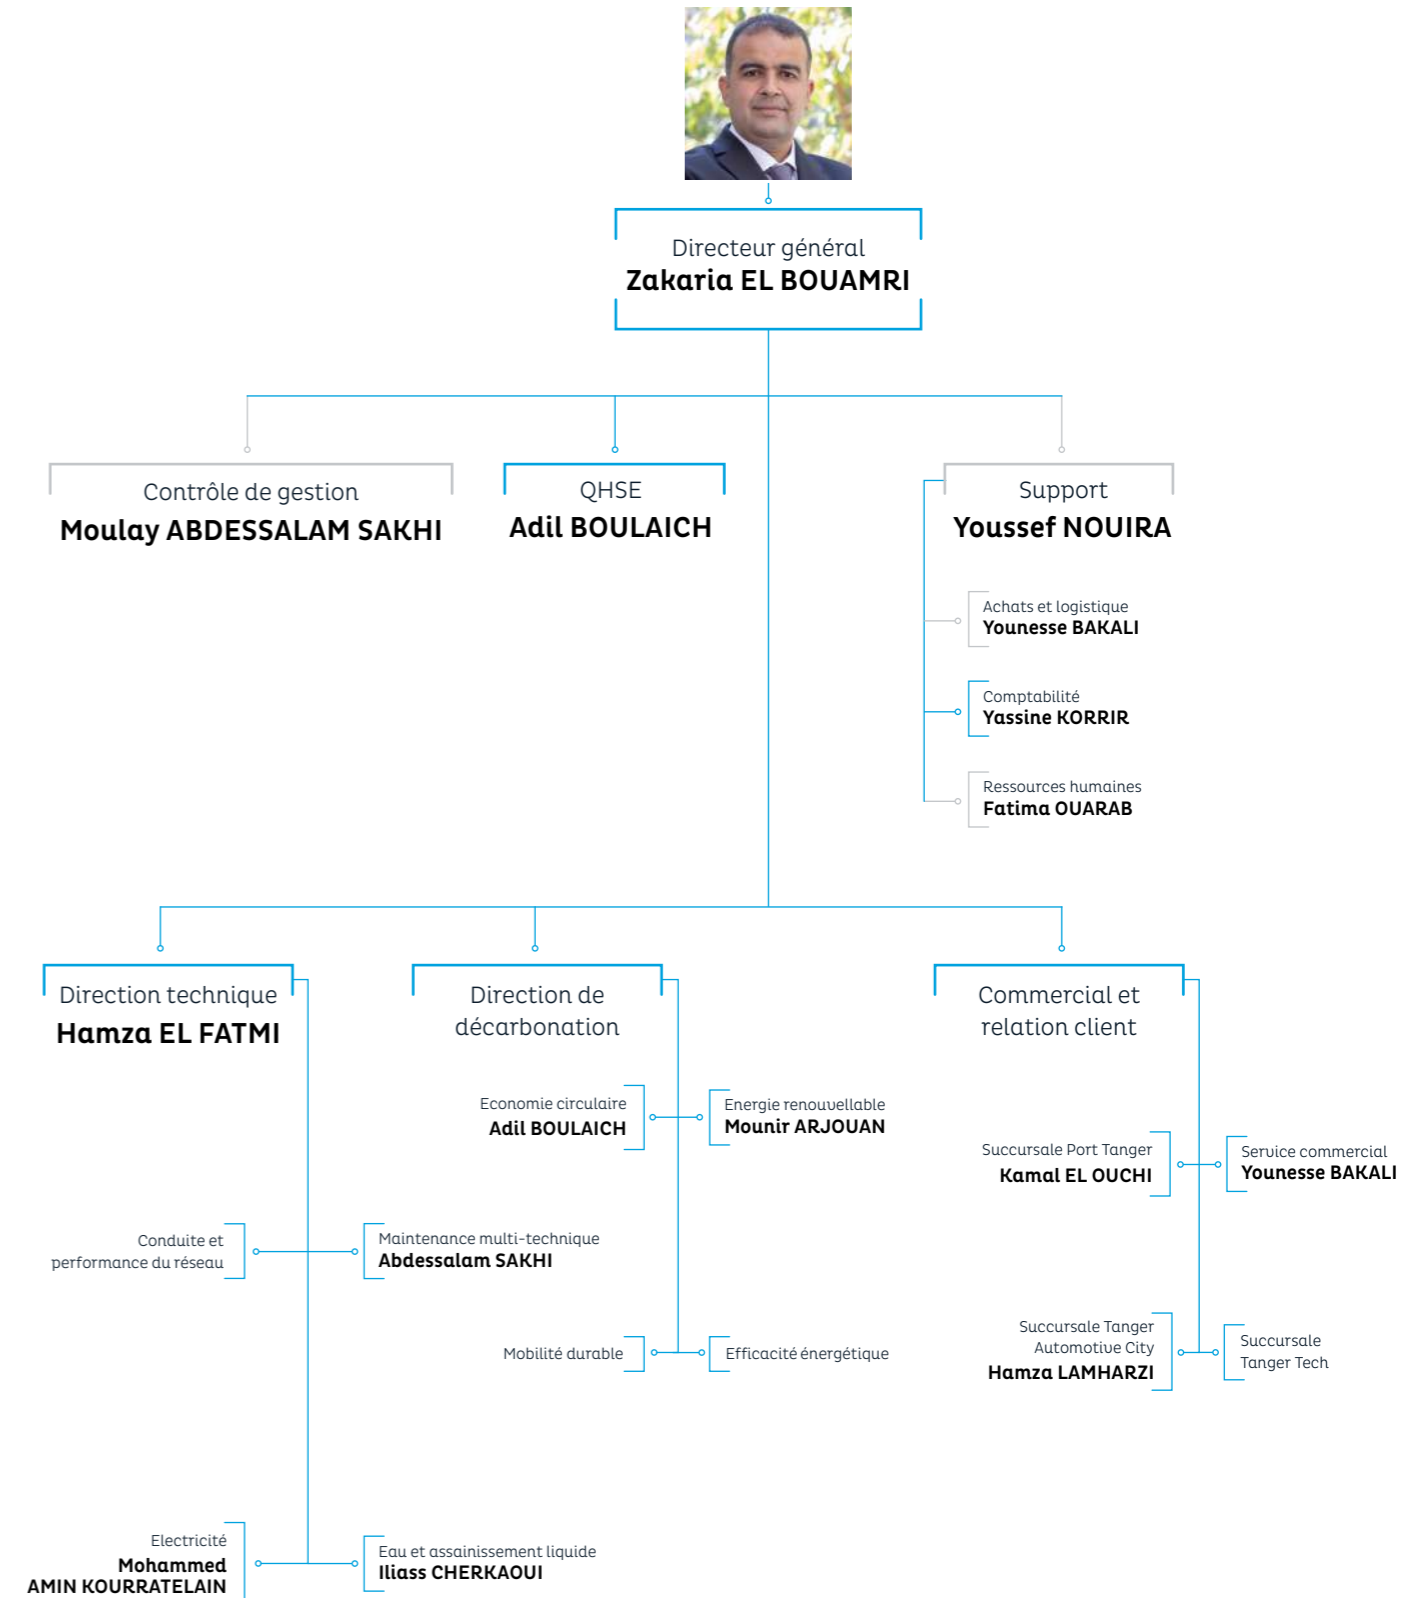 Directeur général
Zakaria EL BOUAMRI
Contrôle de gestion
Moulay ABDESSALAM SAKHI
QHSE
Adil BOULAICH
Support
Youssef NOUIRA
Achats et logistique
Younesse BAKALI
Comptabilité
Yassine KORRIR
Ressources humaines
Fatima OUARAB
Direction technique
Hamza EL FATMI
Conduite et
performance du réseau
Maintenance multi-technique
Abdessalam SAKHI
Electricité
Mohammed
AMIN KOURRATELAIN
Eau et assainissement liquide
Iliass CHERKAOUI
Direction de
décarbonation
Economie circulaire
Adil BOULAICH
Energie renouvellable
Mounir ARJOUAN
Mobilité durable
Efficacité énergétique
Commercial et
relation client
Succursale Port Tanger
Kamal EL OUCHI
Service commercial
Younesse BAKALI
Succursale Tanger
Automotive City
Hamza LAMHARZI
Succursale
Tanger Tech